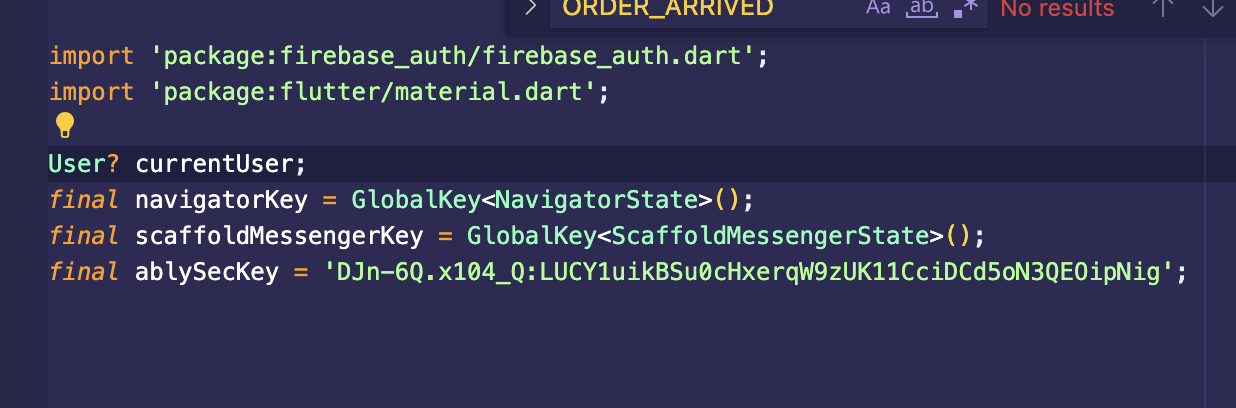 ORDER_ARRIVED Aa ab .* No results
import 'package:firebase_auth/firebase_auth.dart';
import 'package:flutter/material.dart';
User? currentUser;
final navigatorKey = GlobalKey<NavigatorState>();
final scaffoldMessengerKey = GlobalKey<ScaffoldMessengerState>();
final ablySecKey = 'DJn-6Q.x104_Q:LUCY1uikBSu0cHxerqW9zUK11CciDCd5oN3QEOipNig';